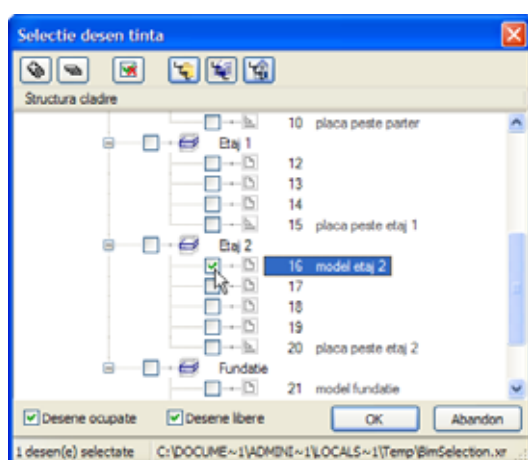 Selectie desen tinta
Structura cladire
10 placa peste parter
Etaj 1
12
13
14
15 placa peste etaj 1
Etaj 2
16 model etaj 2
17
18
19
20 placa peste etaj 2
Fundatie
21 model fundatie
Desene ocupate Desene libere OK Abandon
1 desen(e) selectate C:\DOCUME~1\ADMINI~1\LOCALS~1\Temp\BimSelection.xr